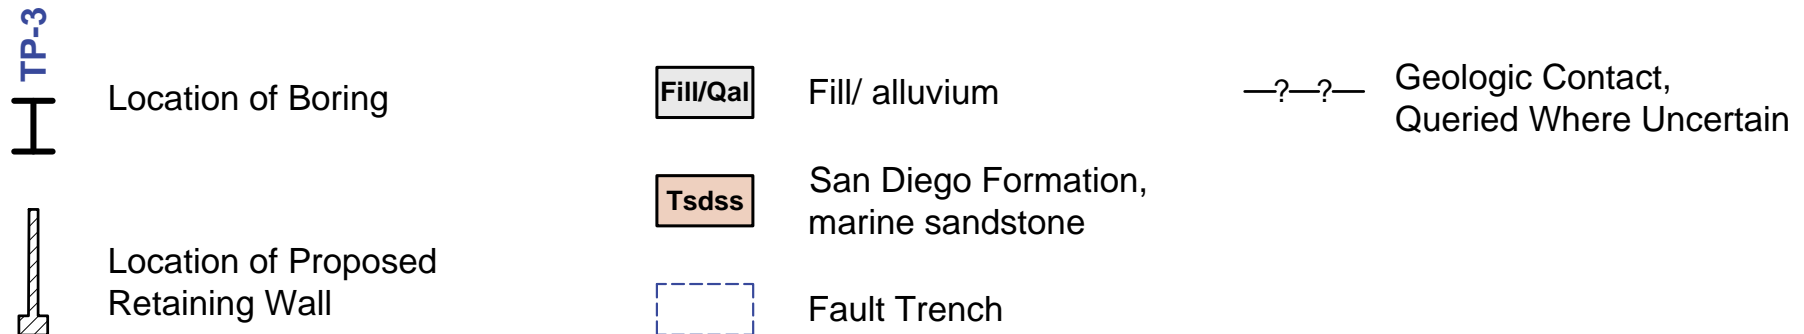 TP-3
Location of Boring
Location of Proposed
Retaining Wall
Fill/Qal
Fill/ alluvium
Tsdss
San Diego Formation,
marine sandstone
Fault Trench
—?—?—
Geologic Contact,
Queried Where Uncertain